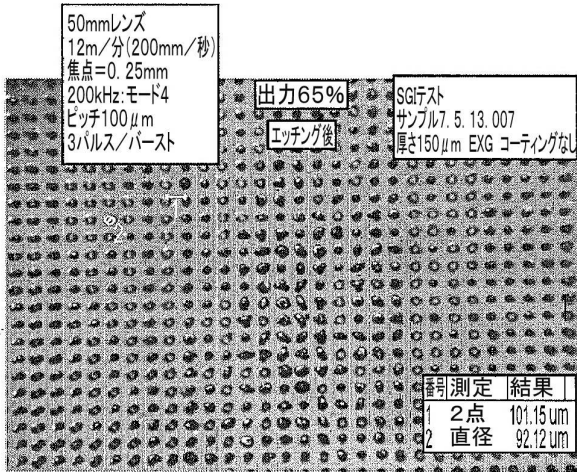 50mmレンズ
12m/分(200mm/秒)
焦点=0.25mm
200kHz:モード4
ピッチ100μm
3パルス/バースト
出力65%
エッチング後
SGIテスト
サンプル7.5.13.007
厚さ150μm EXG コーティングなし
番号 測定 結果
1 2点 101.15um
2 直径 92.12um
1
2